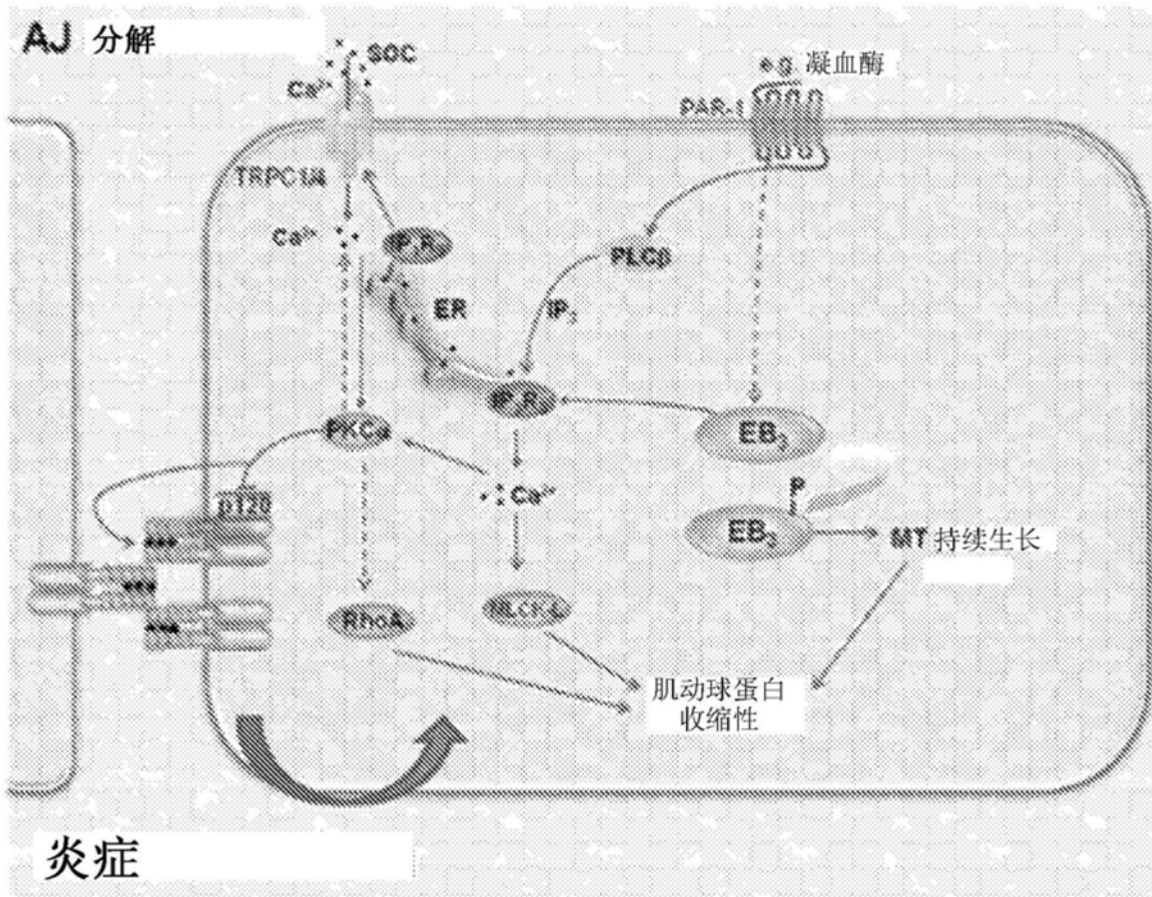 AJ 分解
SOC
Ca²⁺
e.g. 凝血酶
PAR-1
TRPC1/4
Ca²⁺
IP₃R
PLCβ
ER
IP₃
IP₃R
EB₃
PKCα
Ca²⁺
P
p120
EB₃
MT 持续生长
RhoA
MLCK-L
肌动球蛋白
收缩性
炎症